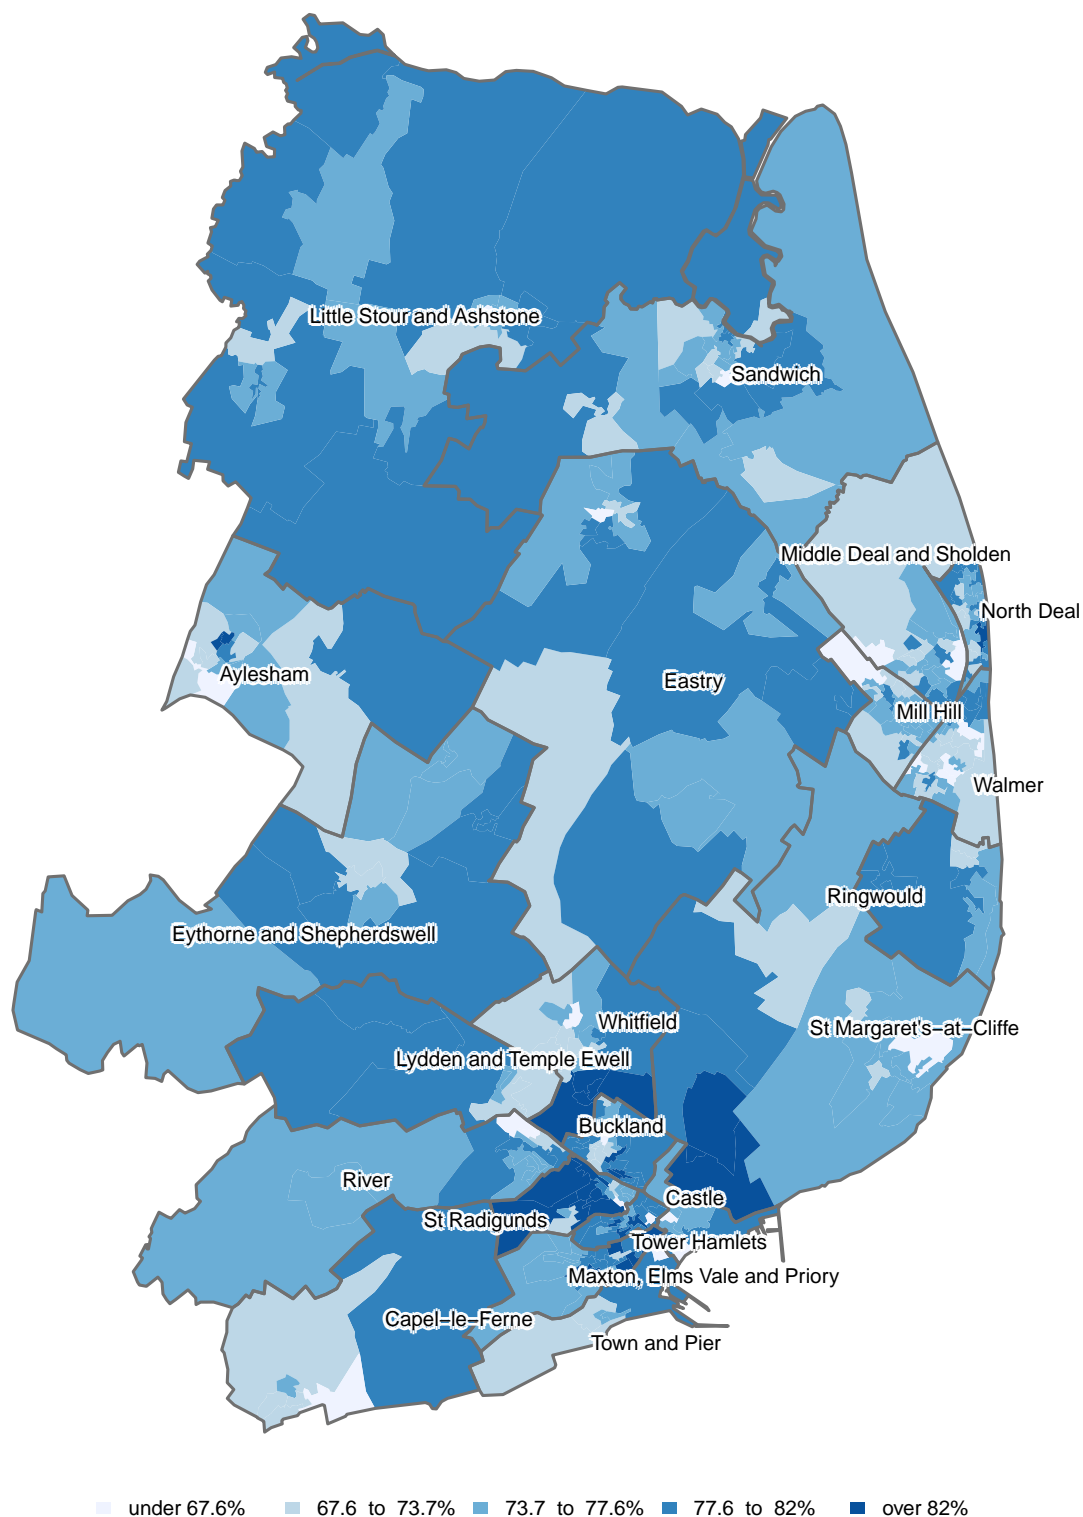 Little Stour and Ashstone
Sandwich
Middle Deal and Sholden
North Deal
Aylesham
Eastry
Mill Hill
Walmer
Ringwould
Eythorne and Shepherdswell
Whitfield
St Margaret's−at−Cliffe
Lydden and Temple Ewell
Buckland
River
Castle
St Radigunds
Tower Hamlets
Maxton, Elms Vale and Priory
Capel−le−Ferne
Town and Pier
under 67.6% 67.6 to 73.7% 73.7 to 77.6% 77.6 to 82% over 82%